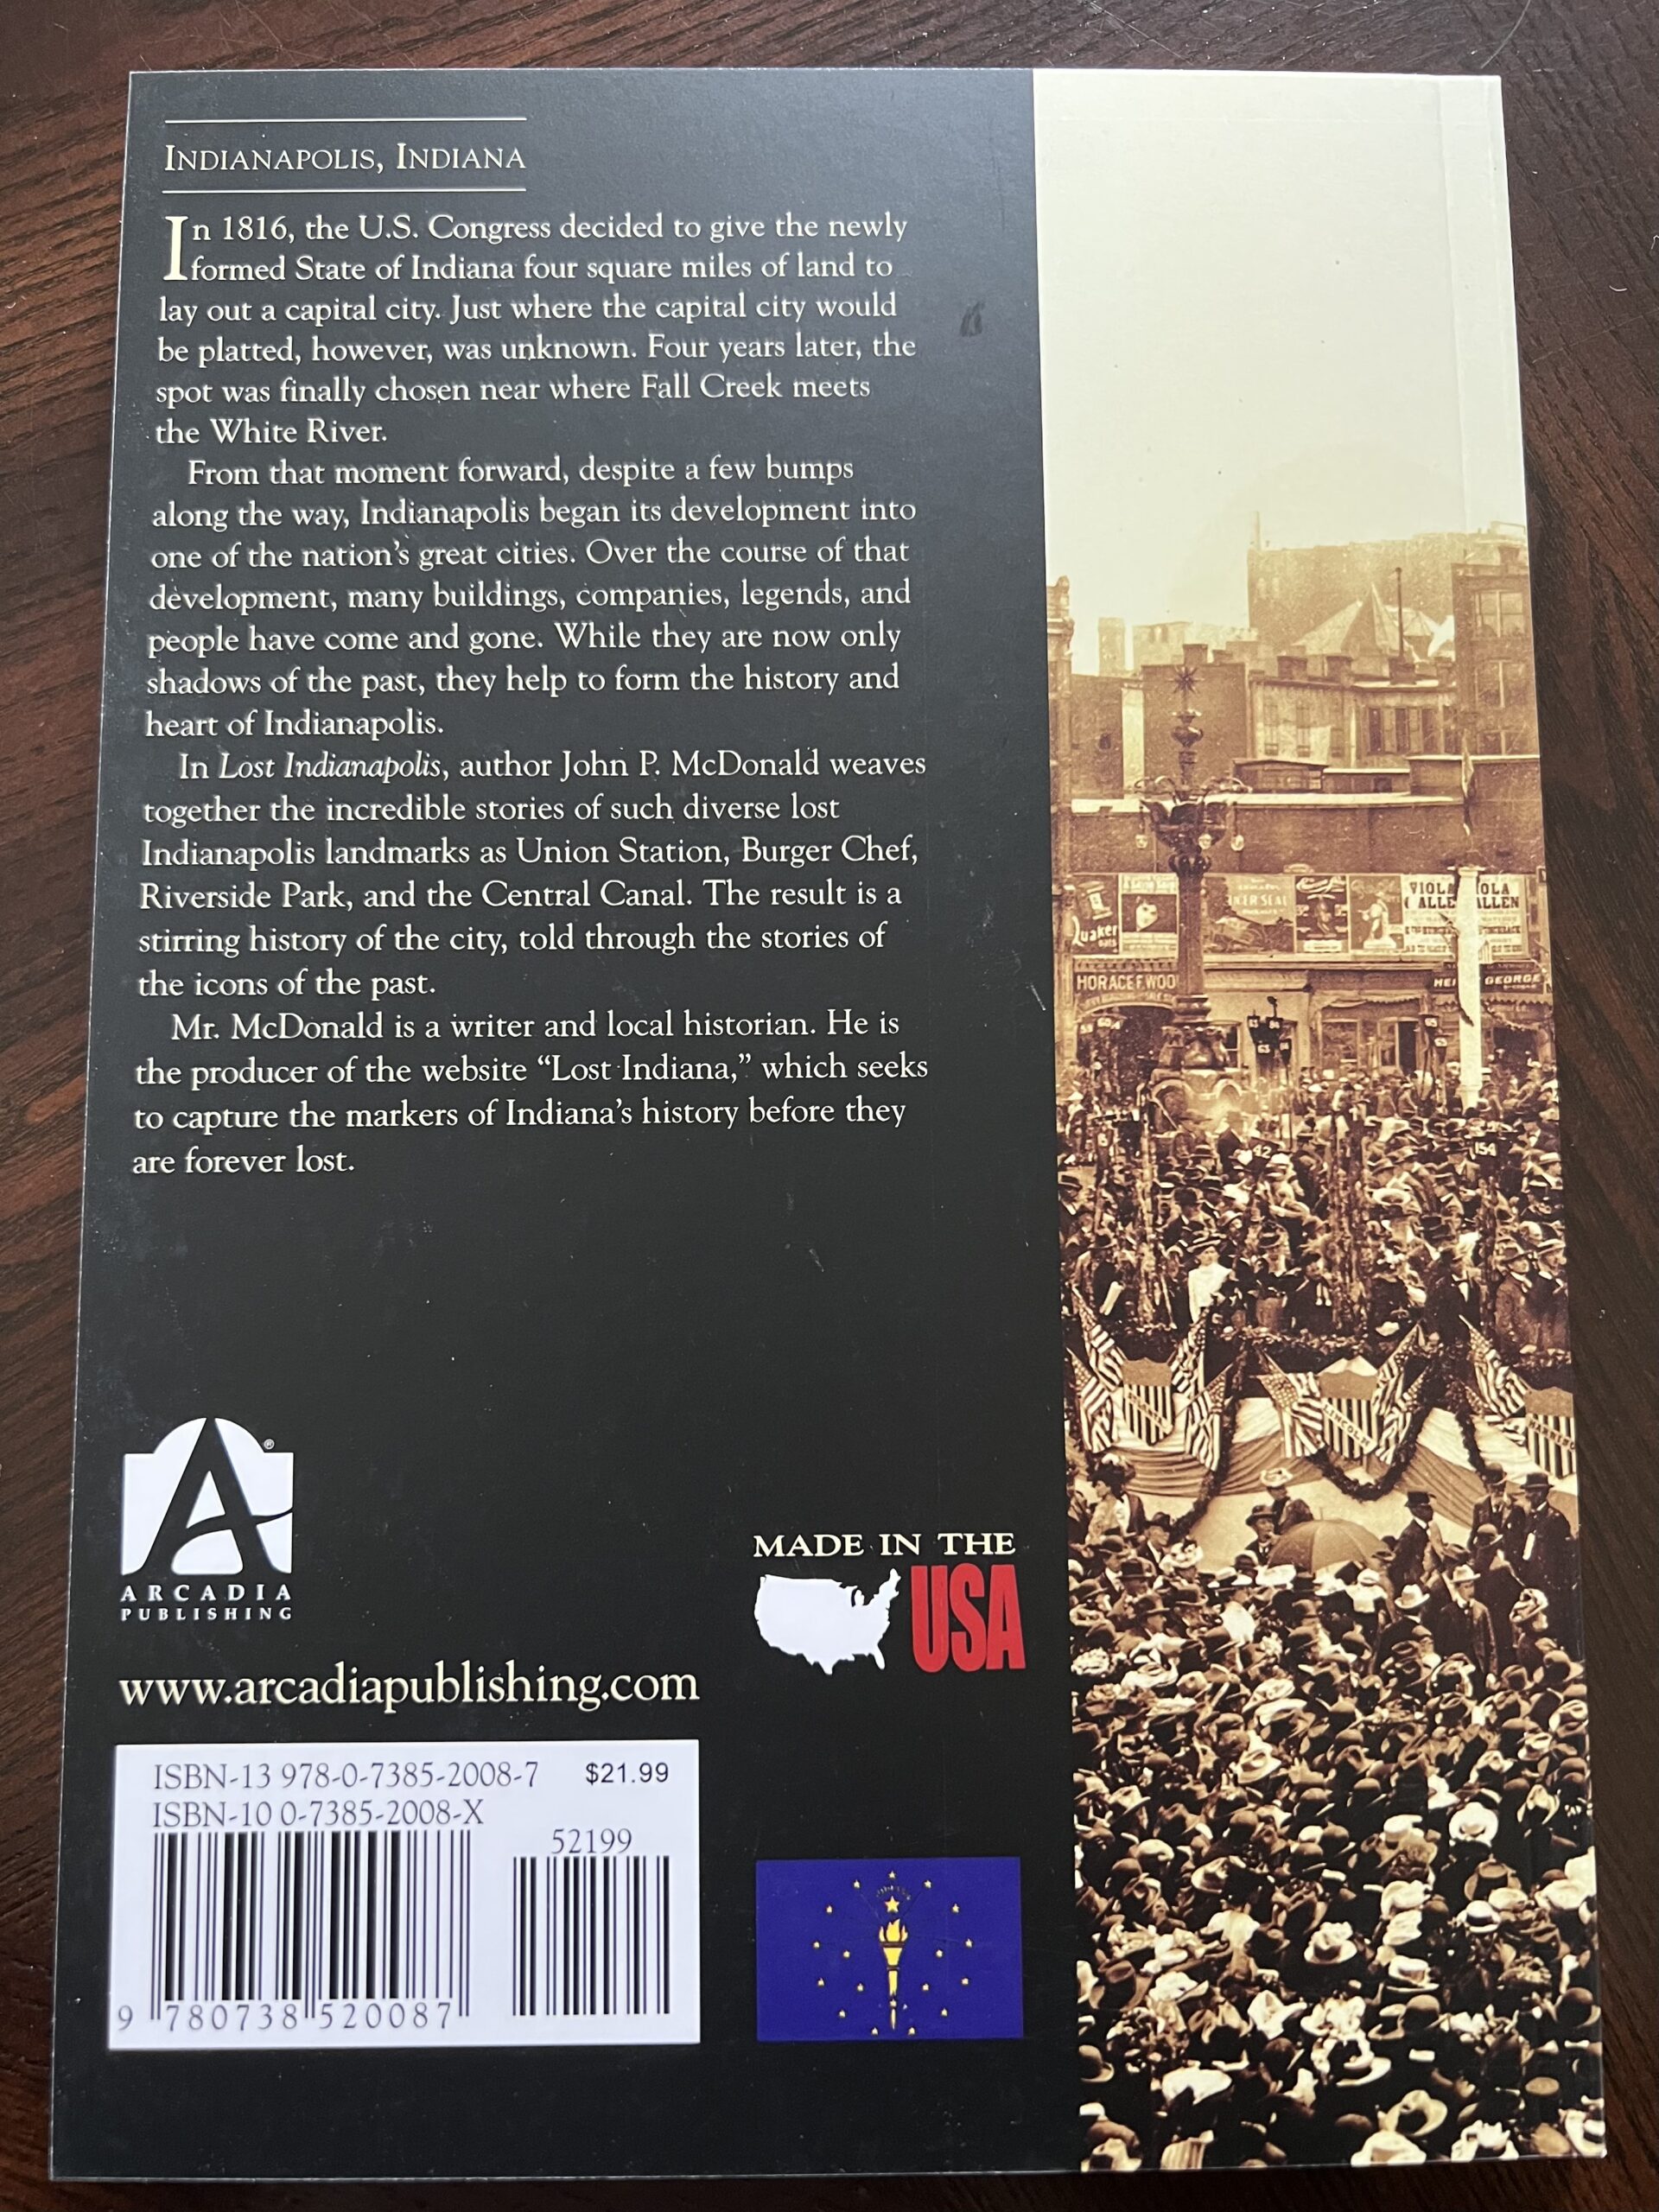 INDIANAPOLIS, INDIANA
In 1816, the U.S. Congress decided to give the newly
formed State of Indiana four square miles of land to
lay out a capital city. Just where the capital city would
be platted, however, was unknown. Four years later, the
spot was finally chosen near where Fall Creek meets
the White River.
From that moment forward, despite a few bumps
along the way, Indianapolis began its development into
one of the nation's great cities. Over the course of that
development, many buildings, companies, legends, and
people have come and gone. While they are now only
shadows of the past, they help to form the history and
heart of Indianapolis.
In Lost Indianapolis, author John P. McDonald weaves
together the incredible stories of such diverse lost
Indianapolis landmarks as Union Station, Burger Chef,
Riverside Park, and the Central Canal. The result is a
stirring history of the city, told through the stories of
the icons of the past.
Mr. McDonald is a writer and local historian. He is
the producer of the website “Lost Indiana,” which seeks
to capture the markers of Indiana's history before they
are forever lost.
A ®
ARCADIA
PUBLISHING
MADE IN THE
USA
www.arcadiapublishing.com
ISBN-13 978-0-7385-2008-7 $21.99
ISBN-10 0-7385-2008-X
52199
9 780738 520087
Quaker
OATS
VIOLA
ALLEN
HORACE F. WOO
GEORGE
42
154
63